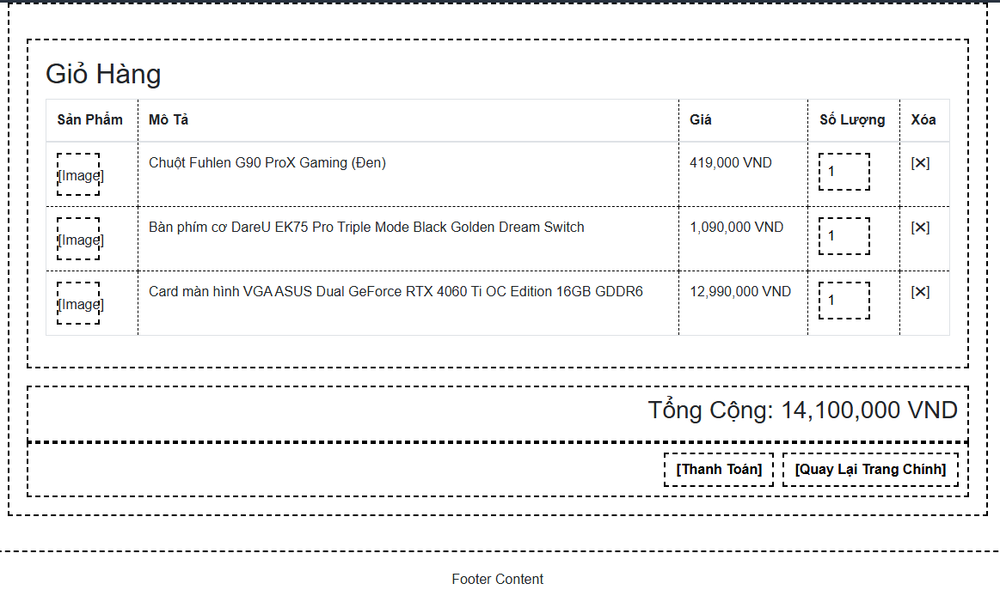 Giỏ Hàng
Sản Phẩm Mô Tả Giá Số Lượng Xóa
[Image] Chuột Fuhlen G90 ProX Gaming (Đen) 419,000 VND 1 [✕]
[Image] Bàn phím cơ DareU EK75 Pro Triple Mode Black Golden Dream Switch 1,090,000 VND 1 [✕]
[Image] Card màn hình VGA ASUS Dual GeForce RTX 4060 Ti OC Edition 16GB GDDR6 12,990,000 VND 1 [✕]
Tổng Cộng: 14,100,000 VND
[Thanh Toán] [Quay Lại Trang Chính]
Footer Content